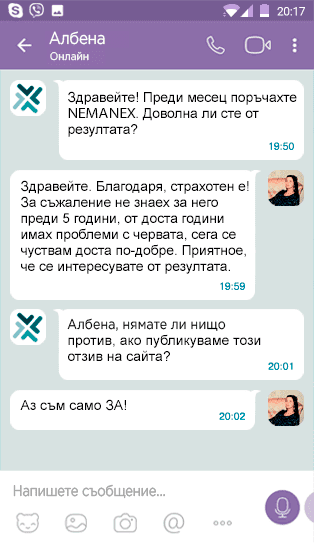 20:17
Албена
Онлайн
Здравейте! Преди месец поръчахте
NEMANEX. Доволна ли сте от
резултата?
19:50
Здравейте. Благодаря, страхотен е!
За съжаление не знаех за него
преди 5 години, от доста години
имах проблеми с червата, сега се
чуствам доста по-добре. Приятное,
че се интересувате от резултата.
19:59
Албена, нямате ли нищо
против, ако публикуваме този
отзив на сайта?
20:01
Аз съм само ЗА!
20:02
Напишете съобщение...